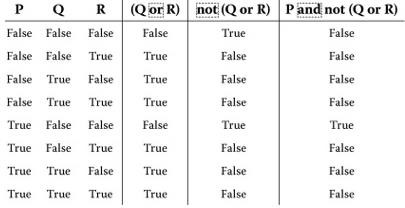 P Q R (Q or R) not (Q or R) P and not (Q or R)
False False False False True False
False False True True False False
False True False True False False
False True True True False False
True False False False True True
True False True True False False
True True False True False False
True True True True False False